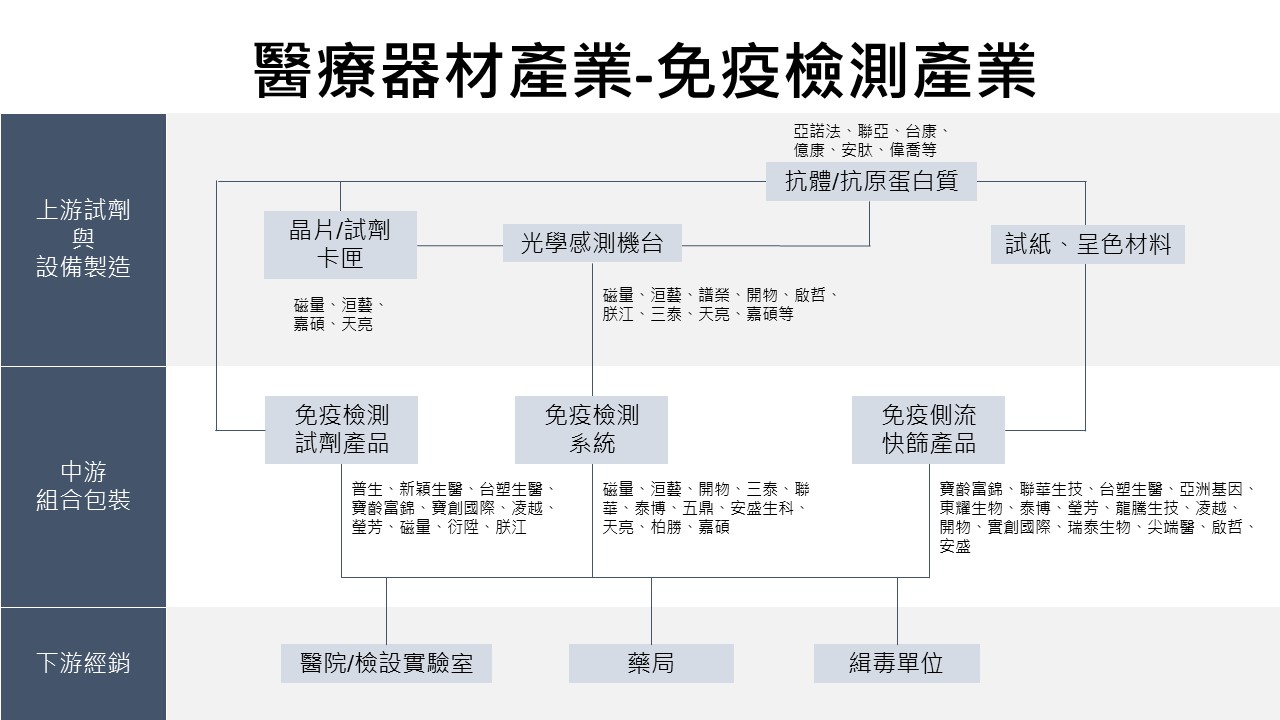 醫療器材產業-免疫檢測產業
上游試劑
與
設備製造
亞諾法、聯亞、台康、
億康、安肽、偉喬等
抗體/抗原蛋白質
晶片/試劑
卡匣
光學感測機台
試紙、呈色材料
磁量、洹藝、
嘉碩、天亮
磁量、洹藝、譜榮、開物、啟哲、
朕江、三泰、天亮、嘉碩等
中游
組合包裝
免疫檢測
試劑產品
免疫檢測
系統
免疫側流
快篩產品
普生、新穎生醫、台塑生醫、
寶齡富錦、寶創國際、凌越、
瑩芳、磁量、衍陞、朕江
磁量、洹藝、開物、三泰、聯
華、泰博、五鼎、安盛生科、
天亮、柏勝、嘉碩
寶齡富錦、聯華生技、台塑生醫、亞洲基因、
東耀生物、泰博、瑩芳、龍騰生技、凌越、
開物、實創國際、瑞泰生物、尖端醫、啟哲、
安盛
下游經銷
醫院/檢設實驗室
藥局
緝毒單位